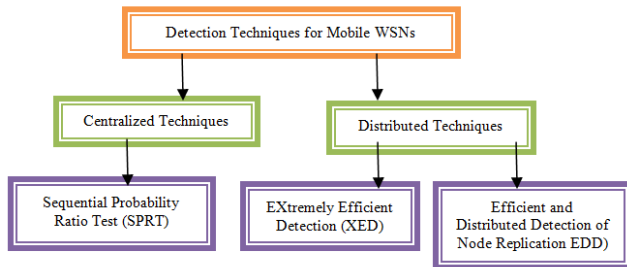 Detection Techniques for Mobile WSNs
Centralized Techniques
Distributed Techniques
Sequential Probability
Ratio Test (SPRT)
EXtremely Efficient
Detection (XED)
Efficient and
Distributed Detection of
Node Replication EDD)